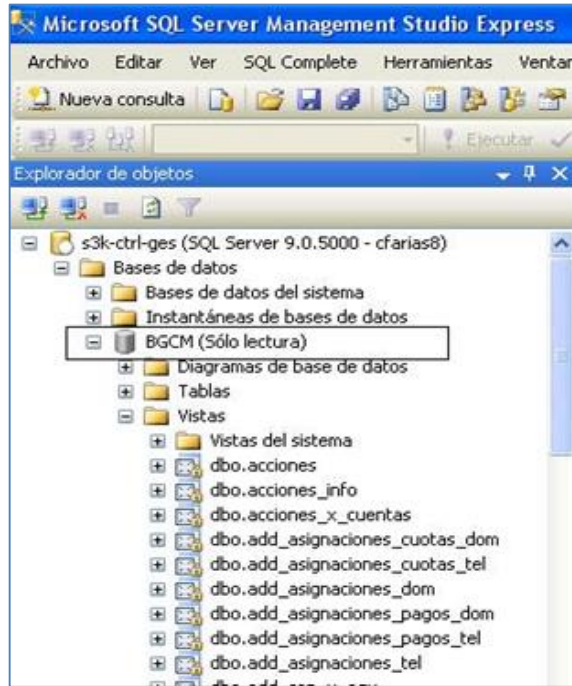 Microsoft SQL Server Management Studio Express
Archivo Editar Ver SQL Complete Herramientas Ventan
Nueva consulta
Ejecutar
Explorador de objetos
s3k-ctrl-ges (SQL Server 9.0.5000 - cfarias8)
Bases de datos
Bases de datos del sistema
Instantáneas de bases de datos
BGCM (Sólo lectura)
Diagramas de base de datos
Tablas
Vistas
Vistas del sistema
dbo.acciones
dbo.acciones_info
dbo.acciones_x_cuentas
dbo.add_asignaciones_cuotas_dom
dbo.add_asignaciones_cuotas_tel
dbo.add_asignaciones_dom
dbo.add_asignaciones_pagos_dom
dbo.add_asignaciones_pagos_tel
dbo.add_asignaciones_tel